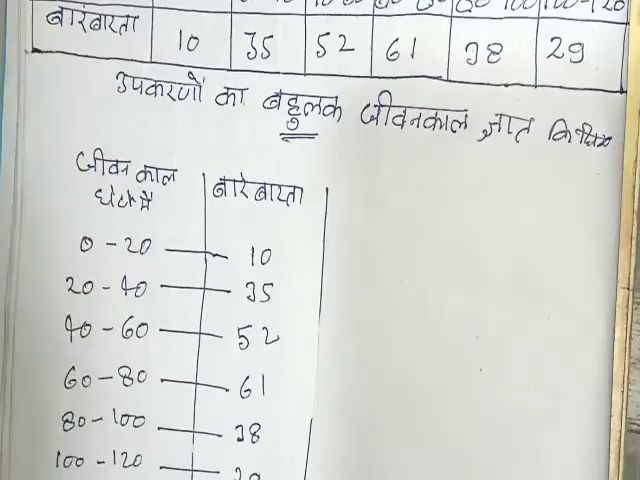 बारंबारता 10 35 52 61 38 29
उपकरणों का बहुलक जीवनकाल ज्ञात किजिए
जीवन काल बारंबारता
घंटा में
0-20 10
20-40 35
40-60 52
60-80 61
80-100 38
100-120